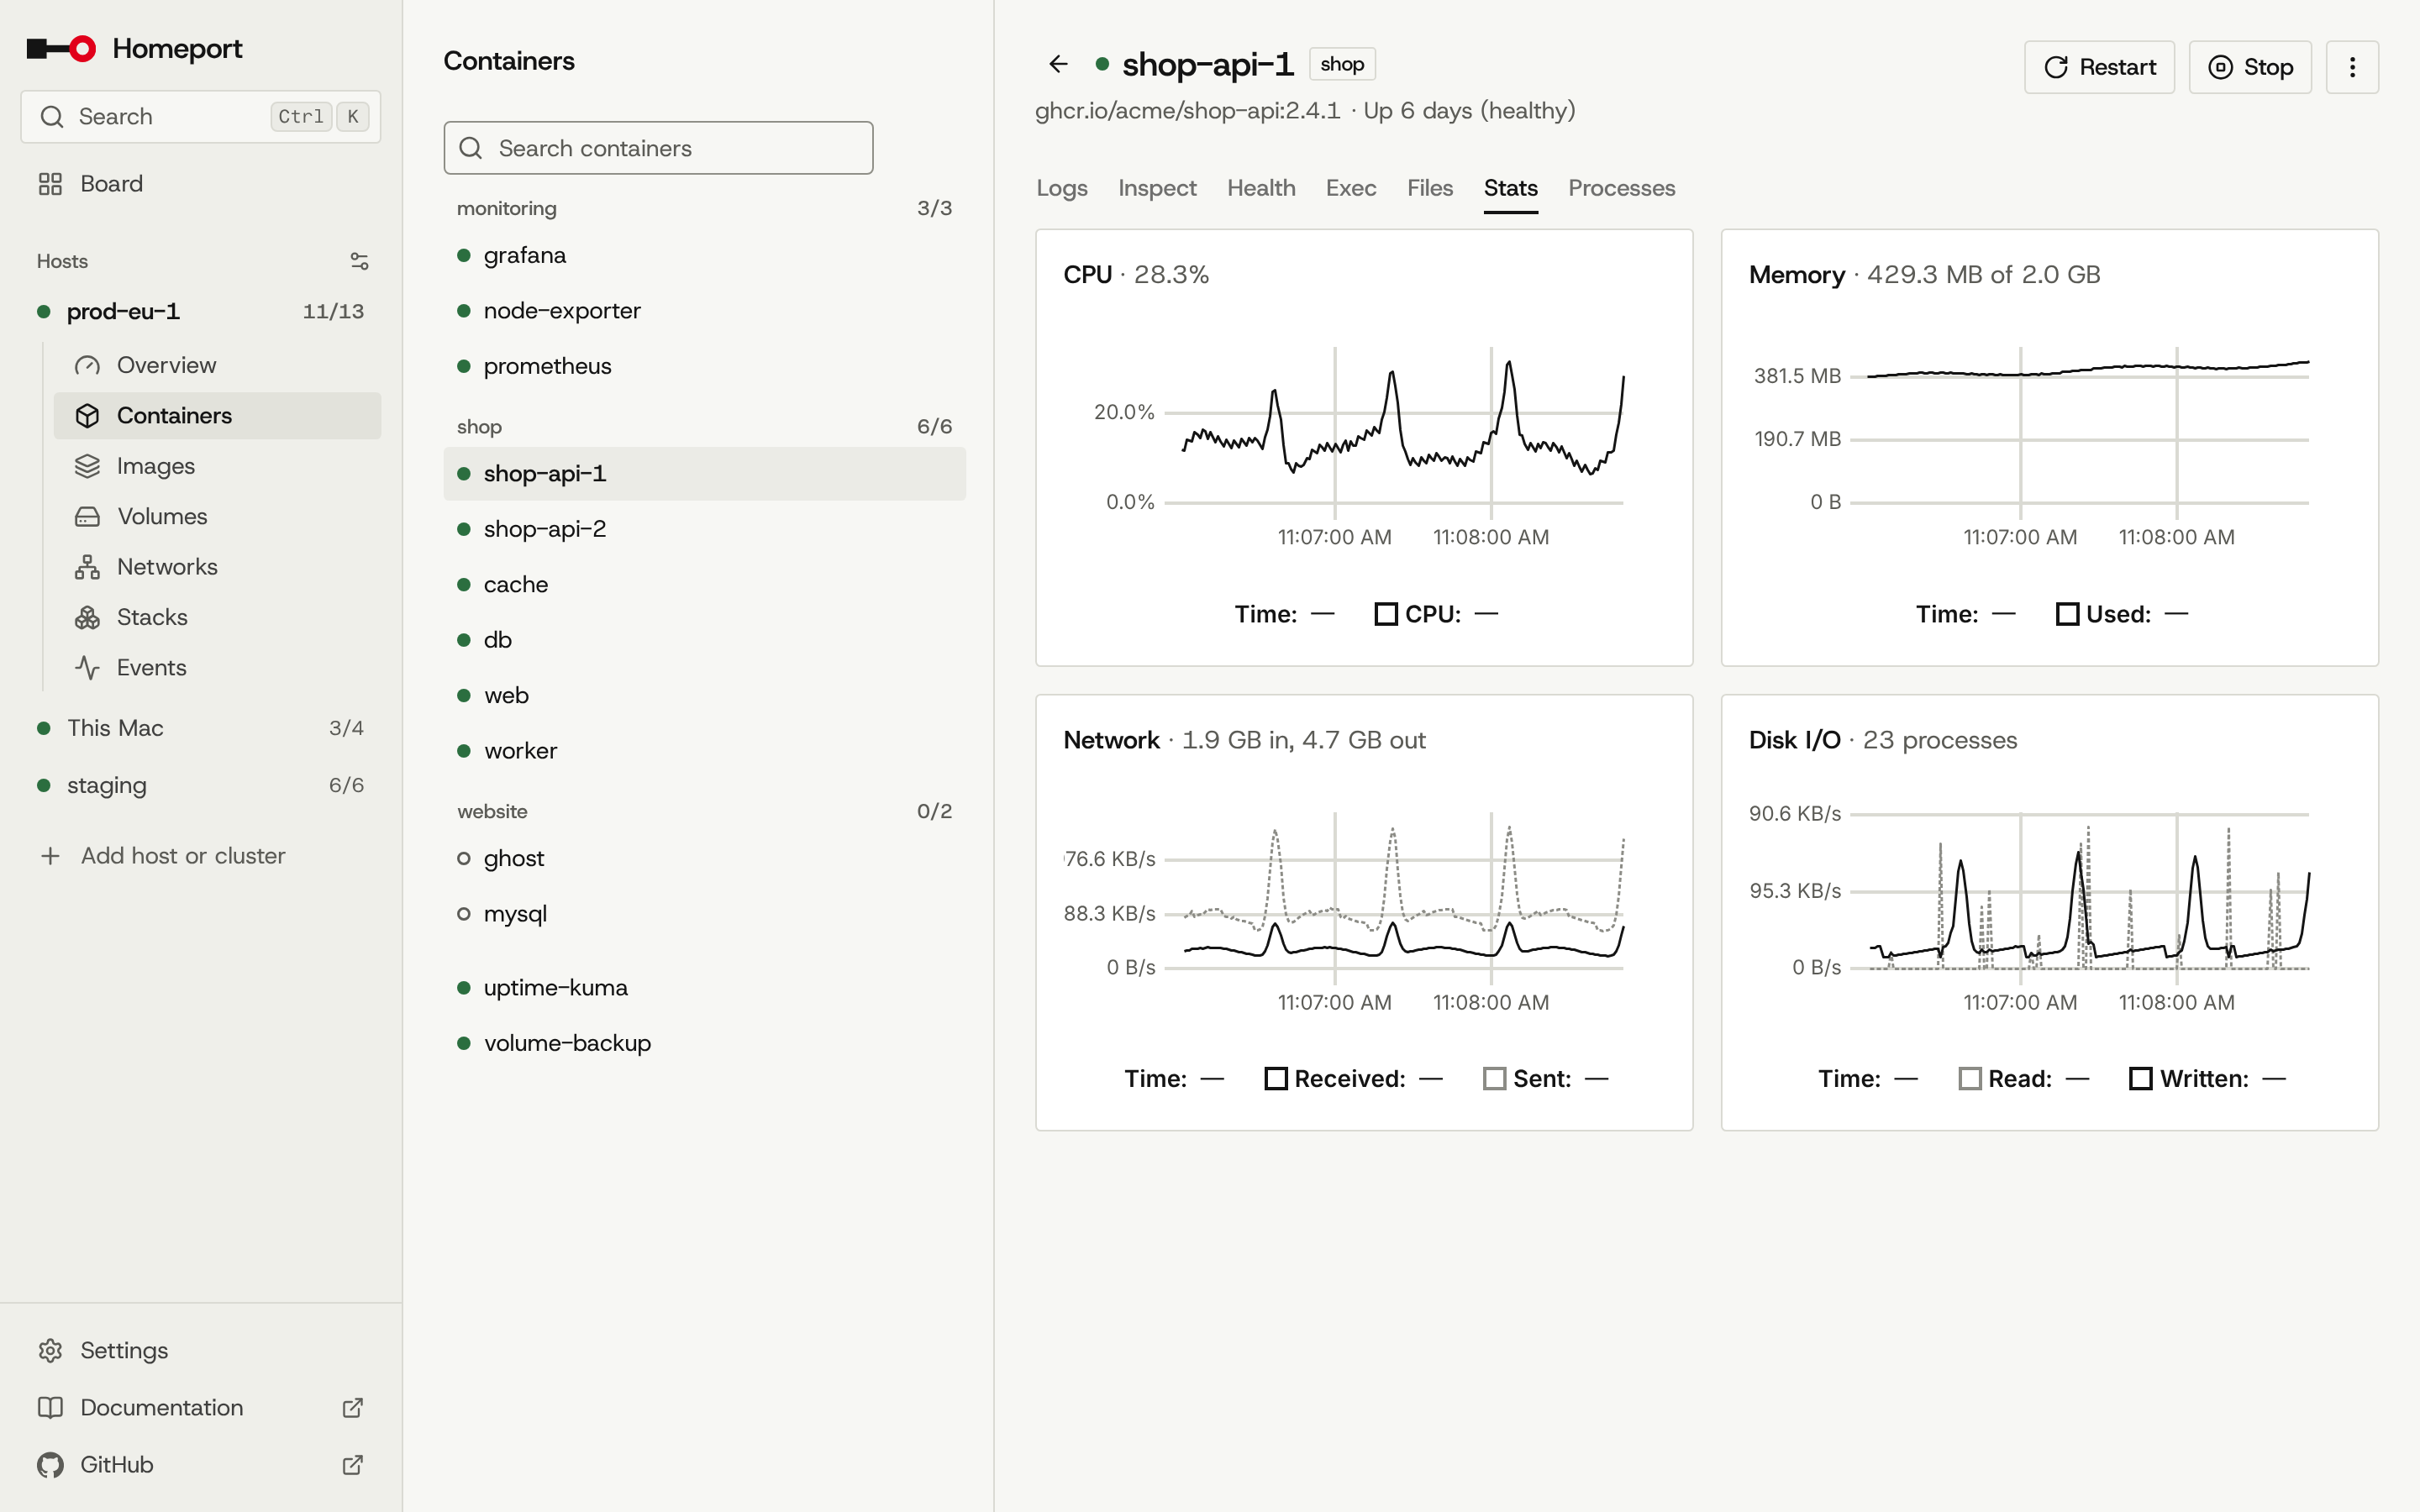 Homeport
Search Ctrl K
Board
Hosts
prod-eu-1 11/13
Overview
Containers
Images
Volumes
Networks
Stacks
Events
This Mac 3/4
staging 6/6
Add host or cluster
Settings
Documentation
GitHub
Containers
Search containers
monitoring 3/3
grafana
node-exporter
prometheus
shop 6/6
shop-api-1
shop-api-2
cache
db
web
worker
website 0/2
ghost
mysql
uptime-kuma
volume-backup
shop-api-1 shop
Restart Stop
ghcr.io/acme/shop-api:2.4.1 · Up 6 days (healthy)
Logs Inspect Health Exec Files Stats Processes
CPU · 28.3%
20.0%
0.0%
11:07:00 AM 11:08:00 AM
Time: — CPU: —
Memory · 429.3 MB of 2.0 GB
381.5 MB
190.7 MB
0 B
11:07:00 AM 11:08:00 AM
Time: — Used: —
Network · 1.9 GB in, 4.7 GB out
76.6 KB/s
88.3 KB/s
0 B/s
11:07:00 AM 11:08:00 AM
Time: — Received: — Sent: —
Disk I/O · 23 processes
90.6 KB/s
95.3 KB/s
0 B/s
11:07:00 AM 11:08:00 AM
Time: — Read: — Written: —